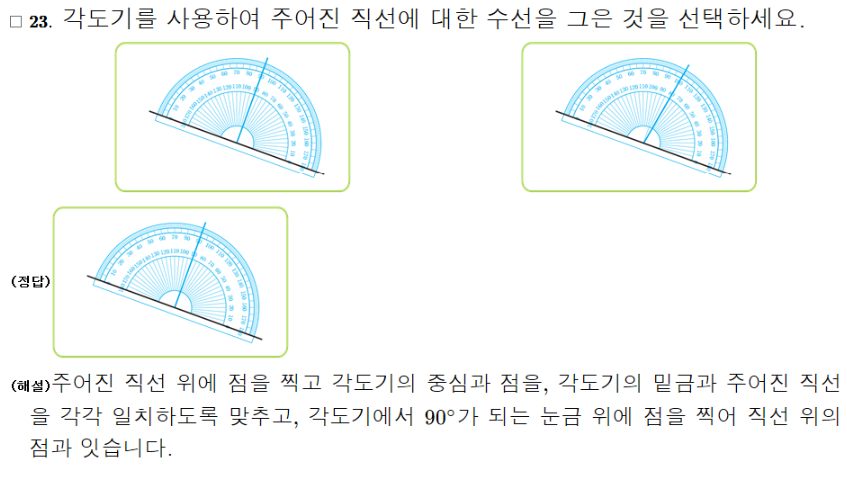 □ 23. 각도기를 사용하여 주어진 직선에 대한 수선을 그은 것을 선택하세요.
(정답)
(해설)주어진 직선 위에 점을 찍고 각도기의 중심과 점을, 각도기의 밑금과 주어진 직선
을 각각 일치하도록 맞추고, 각도기에서 90°가 되는 눈금 위에 점을 찍어 직선 위의
점과 잇습니다.